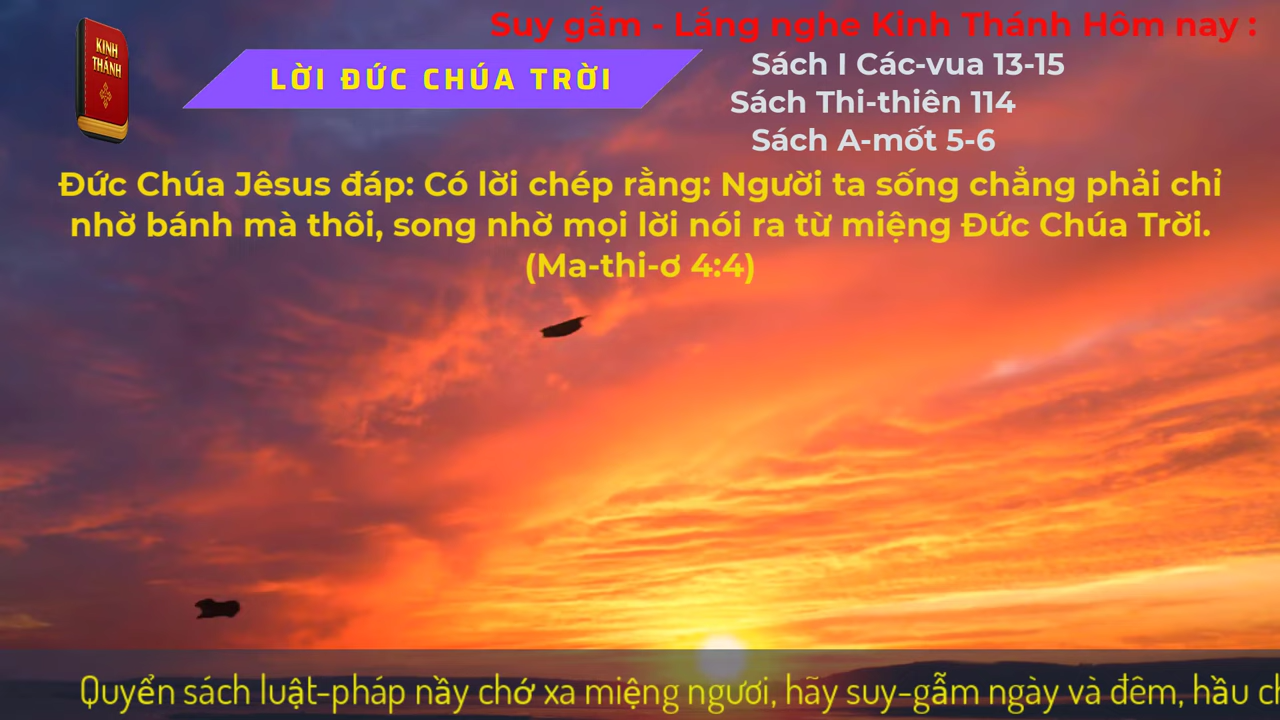 Suy gẫm - Lắng nghe Kinh Thánh Hôm nay :
KINH
THÁNH
LỜI ĐỨC CHÚA TRỜI
Sách I Các-vua 13-15
Sách Thi-thiên 114
Sách A-mốt 5-6
Đức Chúa Jêsus đáp: Có lời chép rằng: Người ta sống chẳng phải chỉ
nhờ bánh mà thôi, song nhờ mọi lời nói ra từ miệng Đức Chúa Trời.
(Ma-thi-ơ 4:4)
Quyển sách luật-pháp nầy chớ xa miệng ngươi, hãy suy-gẫm ngày và đêm, hầu